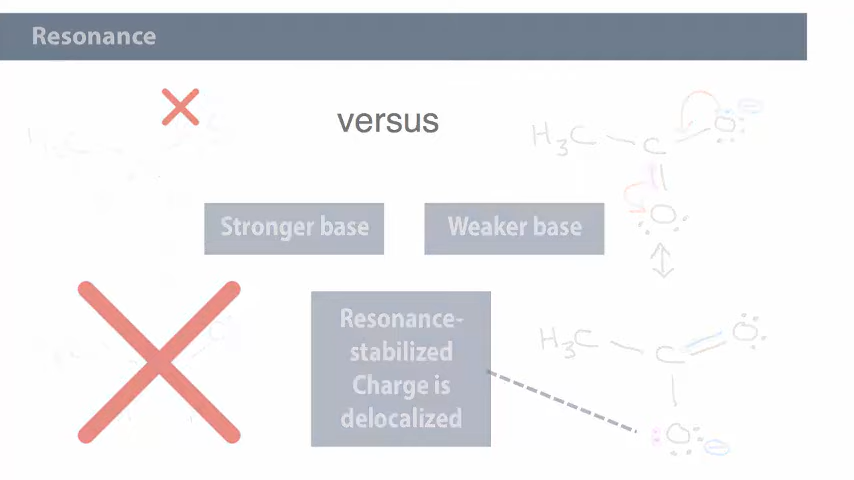 Resonance
versus
H3C C O
O
Stronger base Weaker base
Resonance-
stabilized
Charge is
delocalized
H3C C O
O